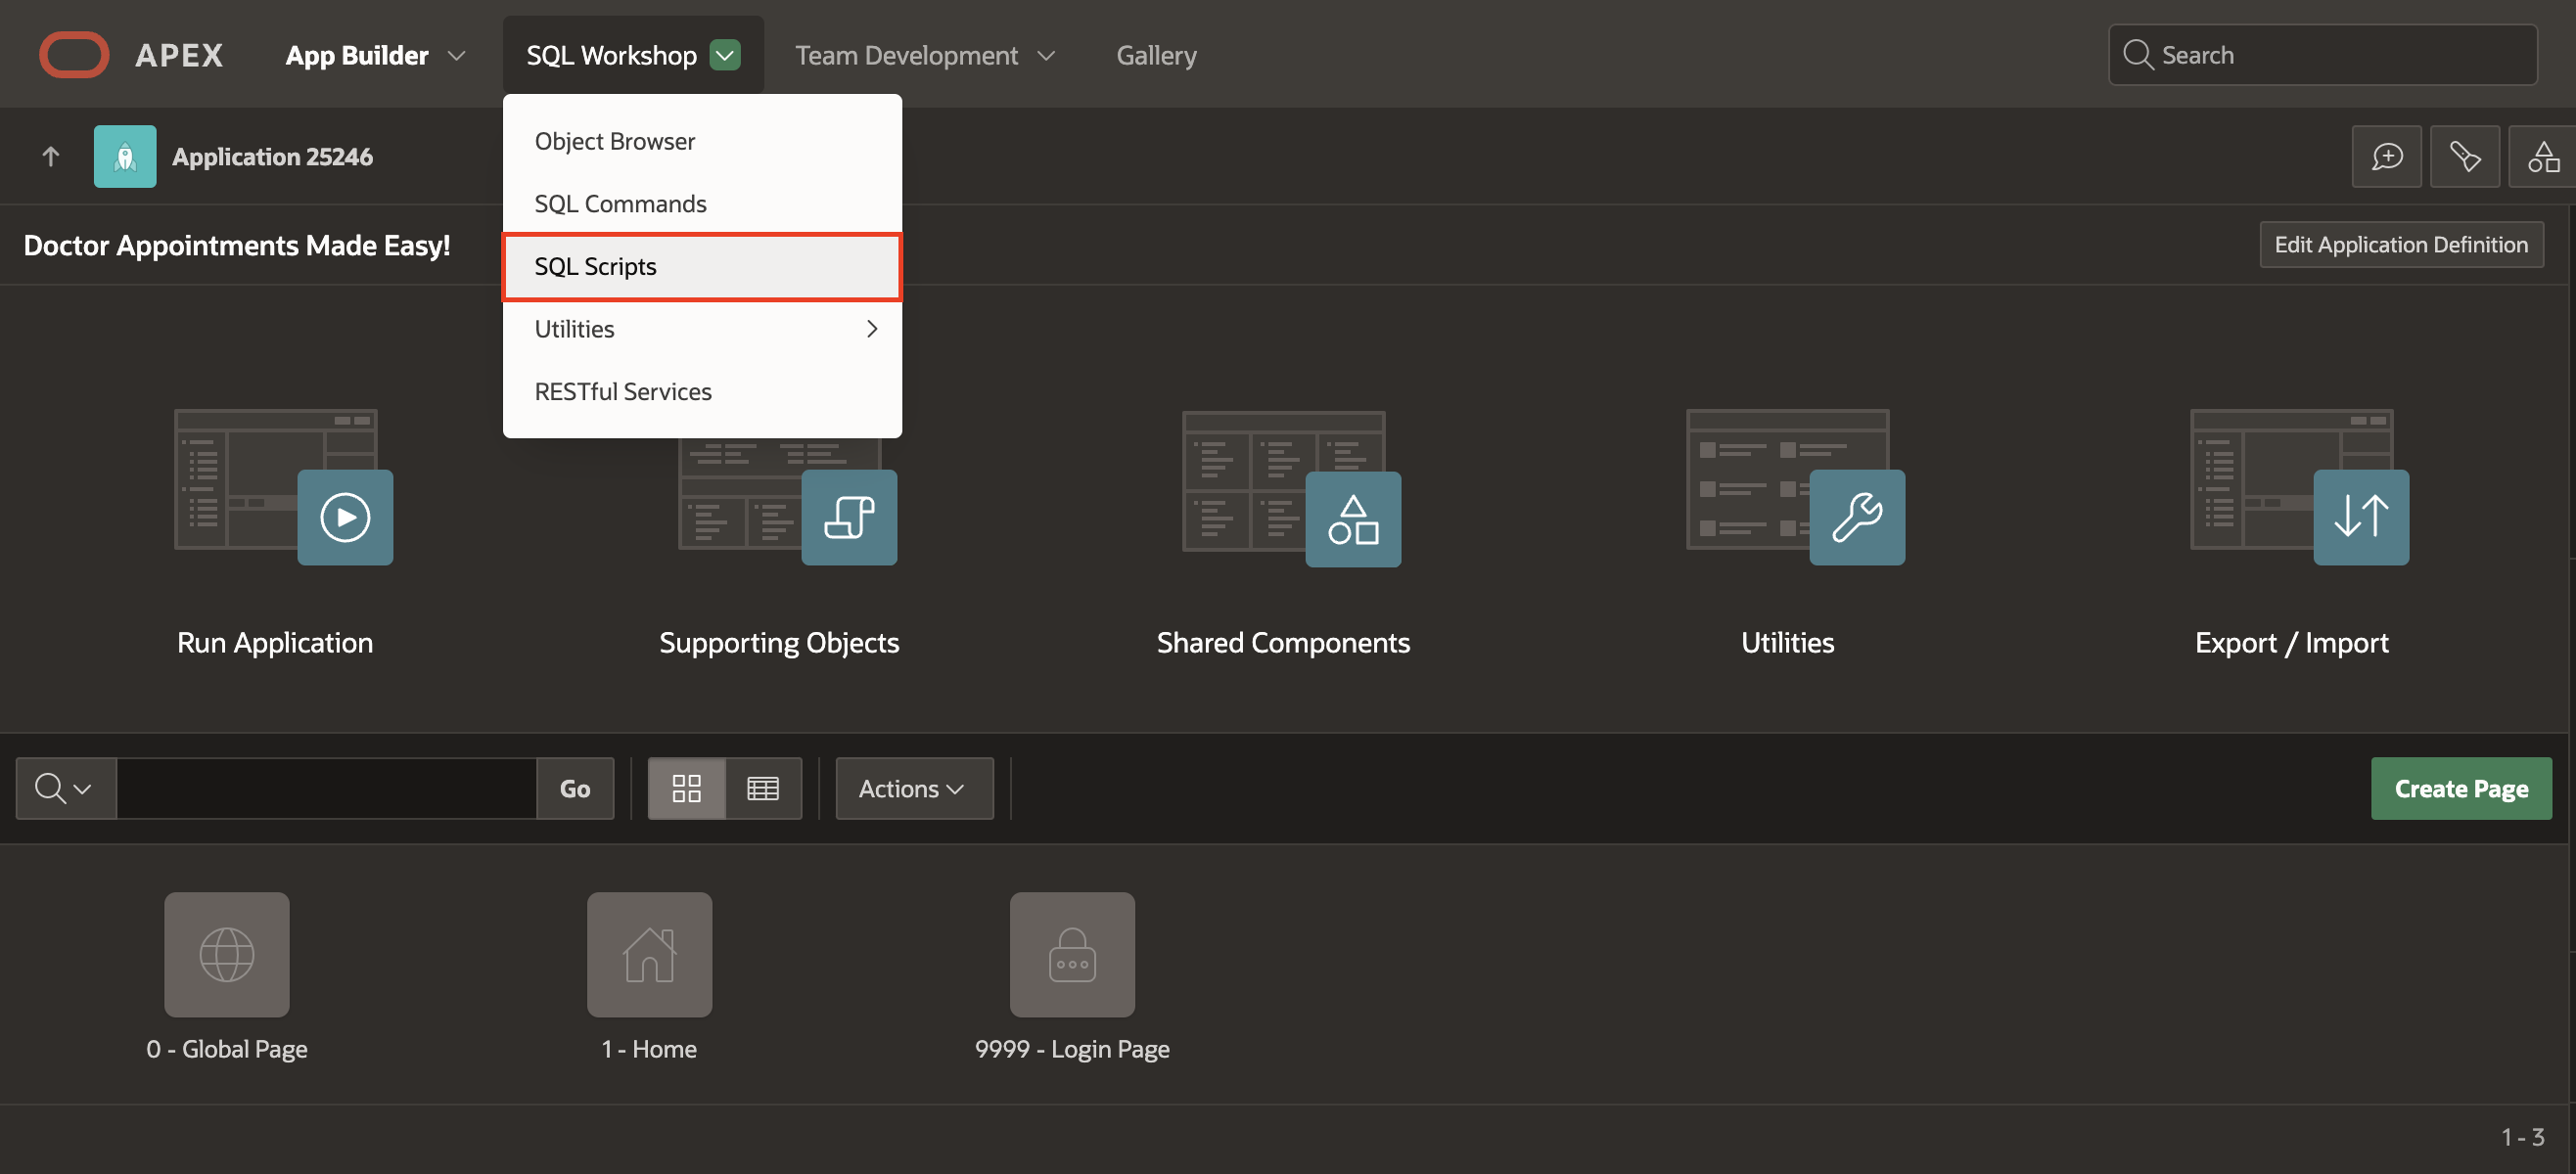 APEX App Builder SQL Workshop Team Development Gallery Search
Object Browser
Application 25246
SQL Commands
Doctor Appointments Made Easy! Edit Application Definition
SQL Scripts
Utilities
RESTful Services
Run Application Supporting Objects Shared Components Utilities Export / Import
Go Actions Create Page
0 - Global Page 1 - Home 9999 - Login Page
1 - 3